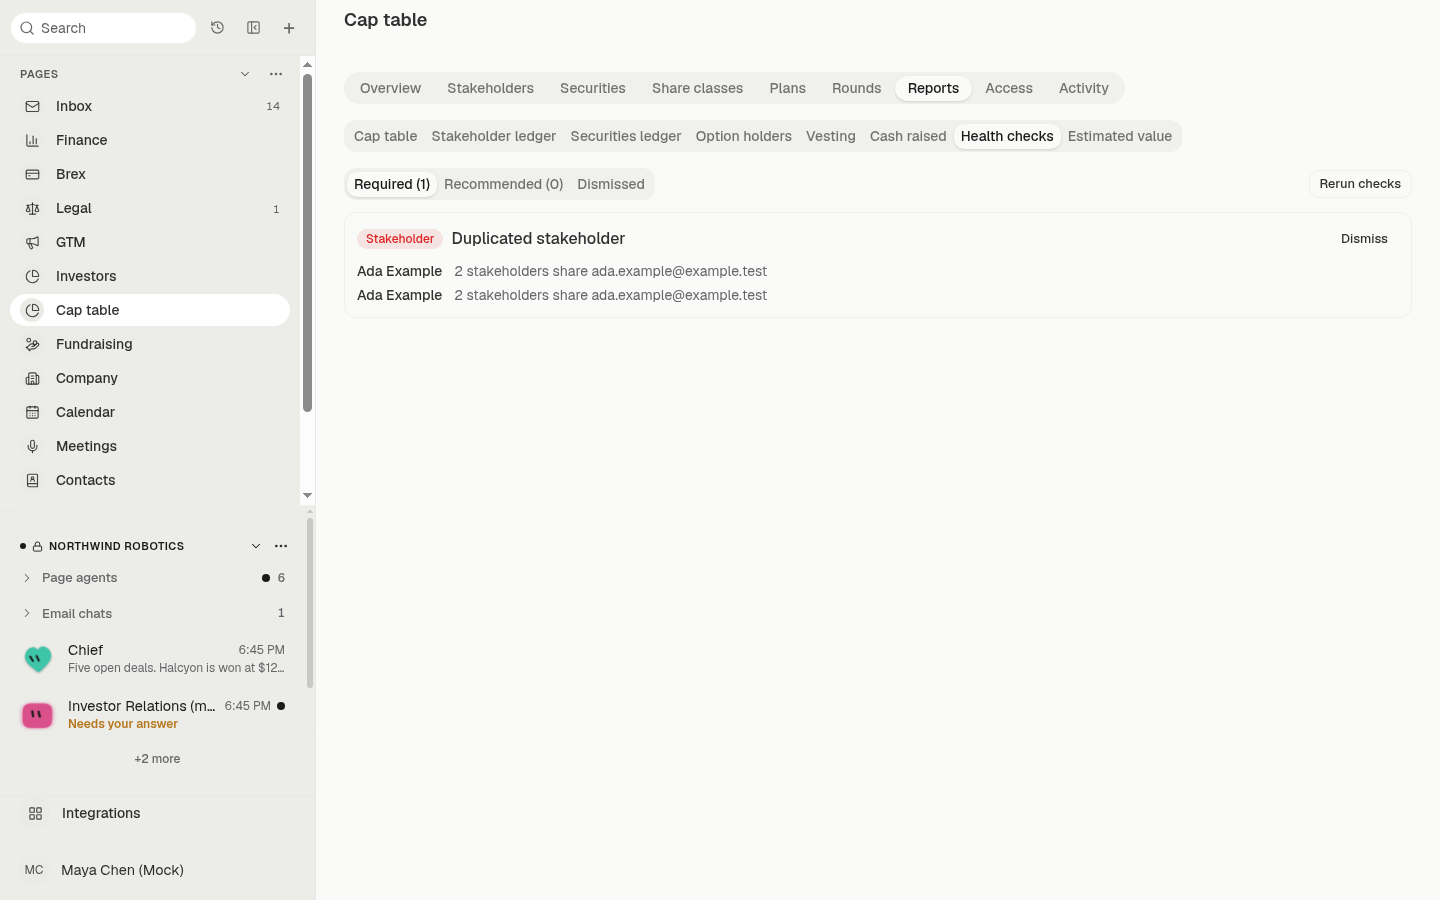 Search
PAGES
Inbox 14
Finance
Brex
Legal 1
GTM
Investors
Cap table
Fundraising
Company
Calendar
Meetings
Contacts
NORTHWIND ROBOTICS
Page agents 6
Email chats 1
Chief 6:45 PM
Five open deals. Halcyon is won at $12...
Investor Relations (m... 6:45 PM
Needs your answer
+2 more
Integrations
MC Maya Chen (Mock)
Cap table
Overview Stakeholders Securities Share classes Plans Rounds Reports Access Activity
Cap table Stakeholder ledger Securities ledger Option holders Vesting Cash raised Health checks Estimated value
Required (1) Recommended (0) Dismissed Rerun checks
Stakeholder Duplicated stakeholder Dismiss
Ada Example 2 stakeholders share ada.example@example.test
Ada Example 2 stakeholders share ada.example@example.test